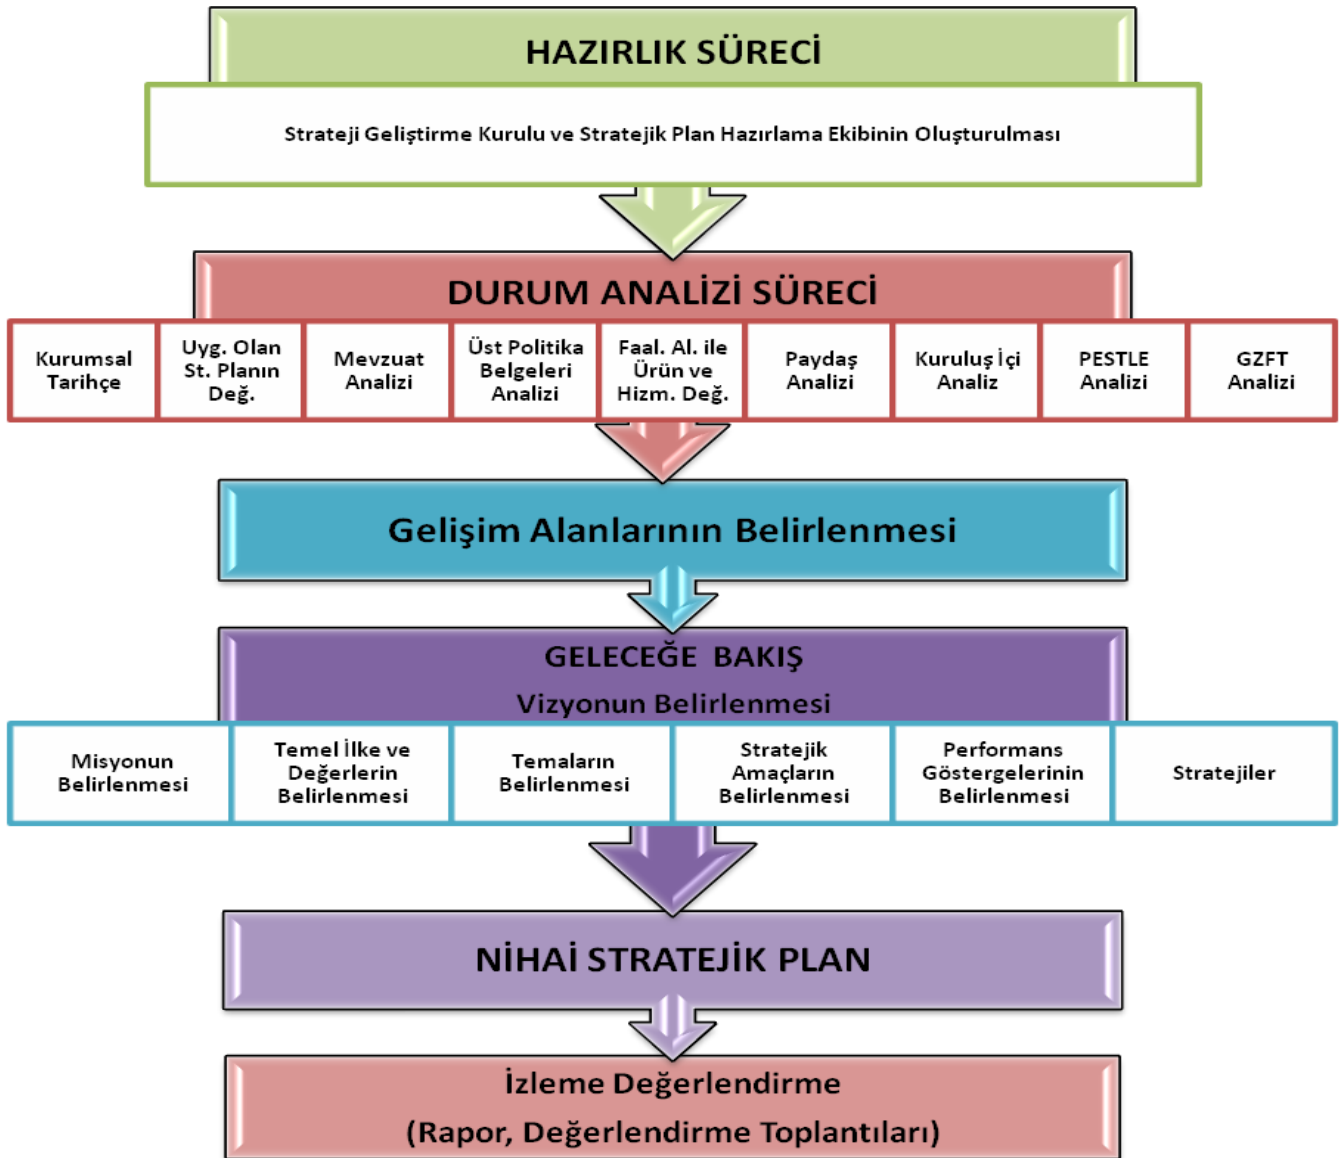 HAZIRLIK SÜRECİ
Strateji Geliştirme Kurulu ve Stratejik Plan Hazırlama Ekibinin Oluşturulması
DURUM ANALİZİ SÜRECİ
Kurumsal
Tarihçe
Uyg. Olan
St. Planın
Değ.
Mevzuat
Analizi
Üst Politika
Belgeleri
Analizi
Faal. Al. ile
Ürün ve
Hizm. Değ.
Paydaş
Analizi
Kuruluş İçi
Analiz
PESTLE
Analizi
GZFT
Analizi
Gelişim Alanlarının Belirlenmesi
GELECEĞE BAKIŞ
Vizyonun Belirlenmesi
Misyonun
Belirlenmesi
Temel İlke ve
Değerlerin
Belirlenmesi
Temaların
Belirlenmesi
Stratejik
Amaçların
Belirlenmesi
Performans
Göstergelerinin
Belirlenmesi
Stratejiler
NİHAİ STRATEJİK PLAN
İzleme Değerlendirme
(Rapor, Değerlendirme Toplantıları)